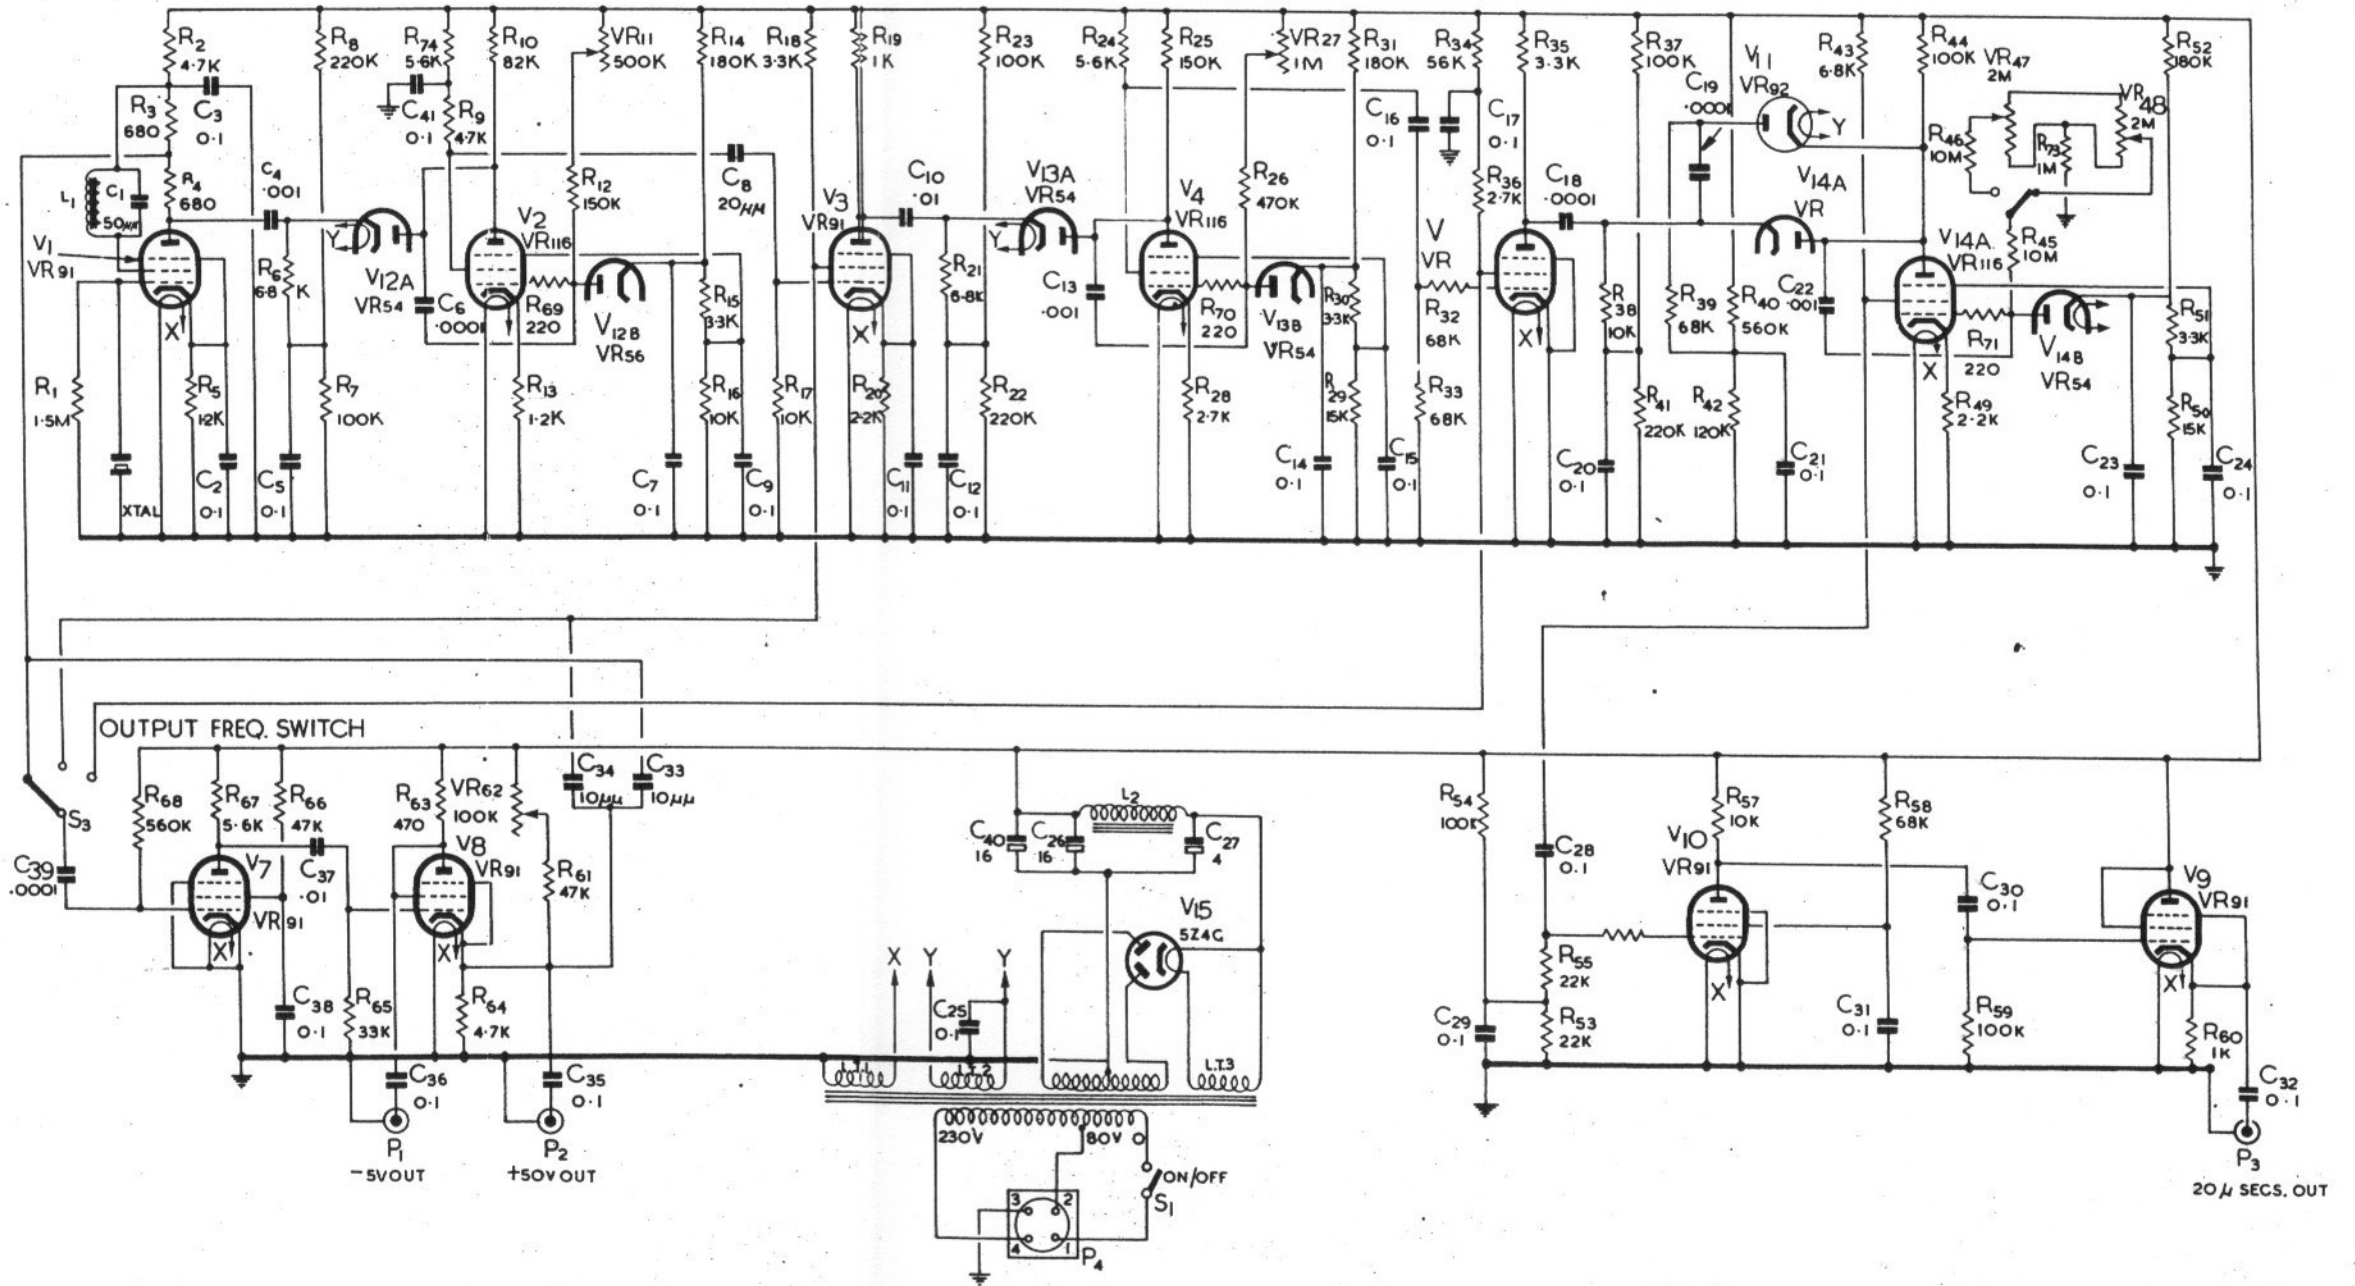 R2
4.7K
R8
220K
R74
5.6K
R10
82K
VR11
500K
R14
180K
R18
3.3K
R19
1K
R23
100K
R24
5.6K
R25
150K
VR27
1M
R31
180K
R34
56K
R35
3.3K
R37
100K
V11
VR92
R43
6.8K
R44
100K
VR47
2M
VR48
2M
R52
180K
R3
680
C3
0.1
C41
0.1
R9
4.7K
C16
0.1
C17
0.1
C19
.0001
R46
10M
R73
1M
L1
C1
50μμ
R4
680
C4
.001
R12
150K
C8
20μμ
V3
VR91
C10
.01
V13A
VR54
V4
VR116
R26
470K
R36
2.7K
C18
.0001
V14A
VR
V1
VR91
Y
V12A
VR54
V2
VR116
Y
V
VR
Y
V14A
VR116
R45
10M
R6
6.8K
C6
.0001
R69
220
V12B
VR56
R15
3.3K
R21
6.8K
C13
.001
R70
220
V13B
VR54
R30
3.3K
R32
68K
R38
10K
R39
68K
R40
560K
C22
.001
R71
220
V14B
VR54
R51
3.3K
X
X
X
X
R1
1.5M
R5
12K
R7
100K
R13
1.2K
R16
10K
R17
10K
R20
2.2K
R22
220K
R28
2.7K
R29
15K
R33
68K
R41
220K
R42
120K
R49
2.2K
R50
15K
XTAL
C2
0.1
C5
0.1
C7
0.1
C9
0.1
C11
0.1
C12
0.1
C14
0.1
C15
0.1
C20
0.1
C21
0.1
C23
0.1
C24
0.1
OUTPUT FREQ. SWITCH
S3
C39
.0001
R68
560K
R67
5.6K
R66
47K
R63
470
VR62
100K
C34
10μμ
C33
10μμ
V7
VR91
C37
.01
V8
VR91
R61
47K
X
X
C38
0.1
R65
33K
R64
4.7K
C36
0.1
C35
0.1
P1
-5V OUT
P2
+50V OUT
L2
C40
16
C26
16
C27
4
V15
5Z4G
X
Y
Y
C25
0.1
L.T.1
L.T.2
L.T.3
230V
80V
O
ON/OFF
S1
3
2
4
1
P4
R54
100K
R57
10K
R58
68K
C28
0.1
V10
VR91
C30
0.1
V9
VR91
R55
22K
X
X
C29
0.1
R53
22K
C31
0.1
R59
100K
R60
1K
C32
0.1
P3
20μ SECS. OUT